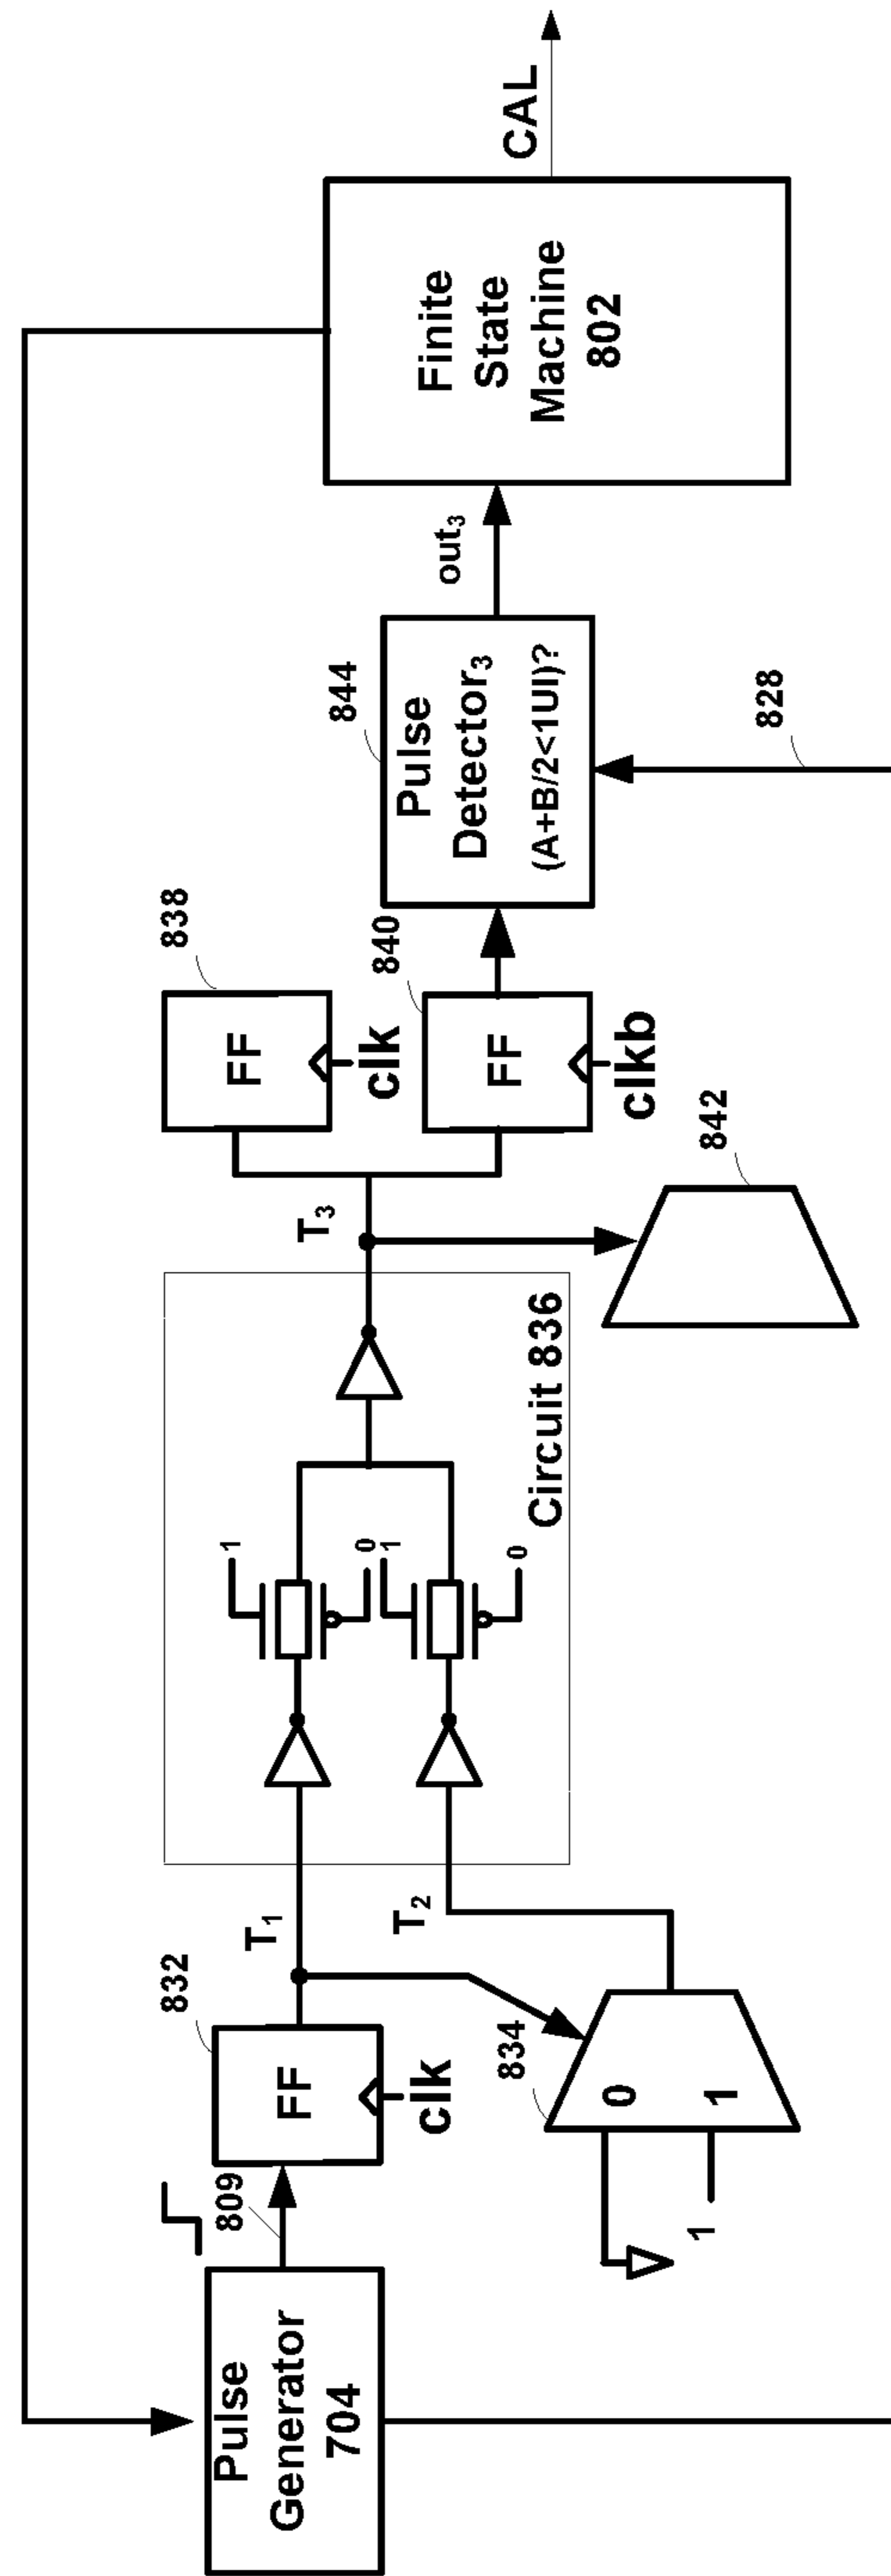 Pulse
Generator
704
809
FF
832
clk
T1
T2
834
0
1
1
1
0
1
0
Circuit 836
T3
842
FF
838
clk
FF
840
clkb
844
Pulse
Detector3
(A+B/2<1UI)?
828
out3
Finite
State
Machine
802
CAL